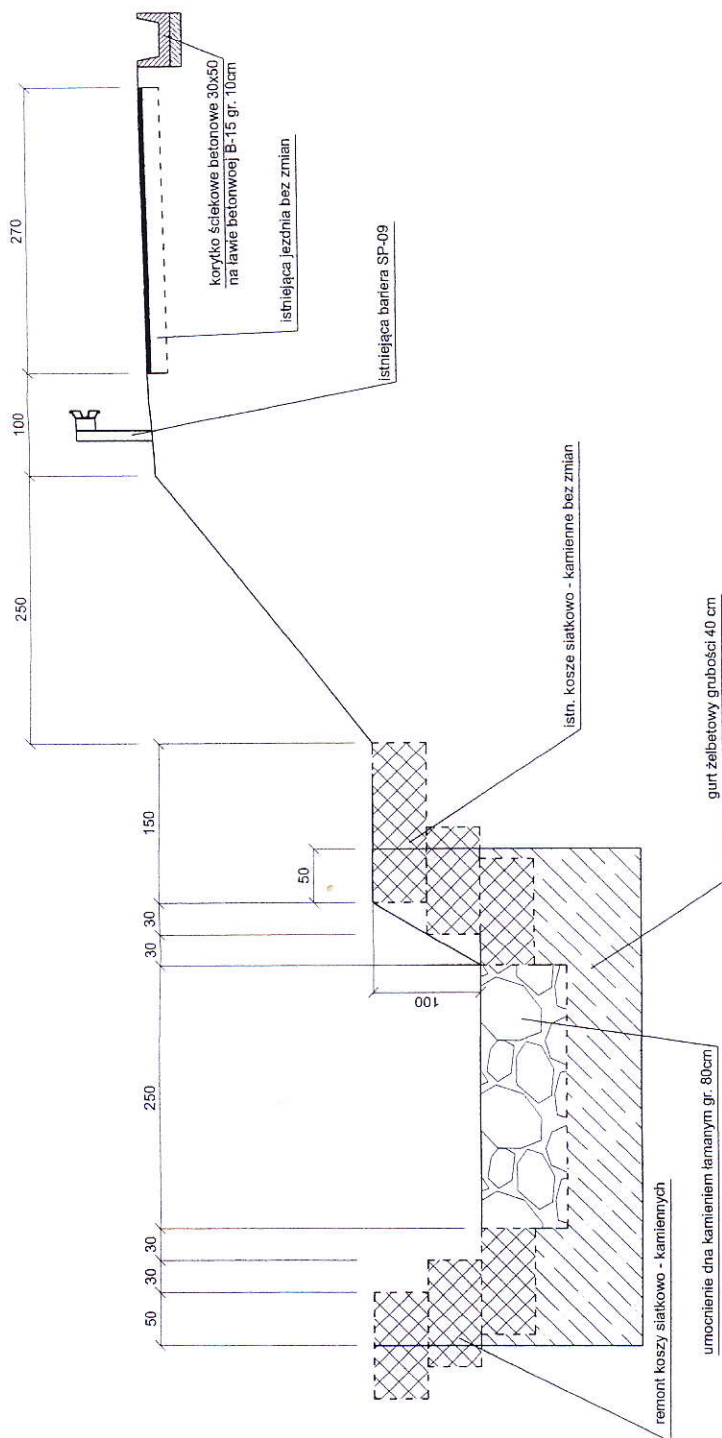 korytko ściekowe betonowe 30x50
na ławie betonwoej B-15 gr. 10cm
istniejąca jezdnia bez zmian
istniejąca bariera SP-09
istn. kosze siatkowo - kamienne bez zmian
gurt żelbetowy grubości 40 cm
umocnienie dna kamieniem łamanym gr. 80cm
remont koszy siatkowo - kamiennych
50
30
30
250
30
30
150
50
100
250
100
270